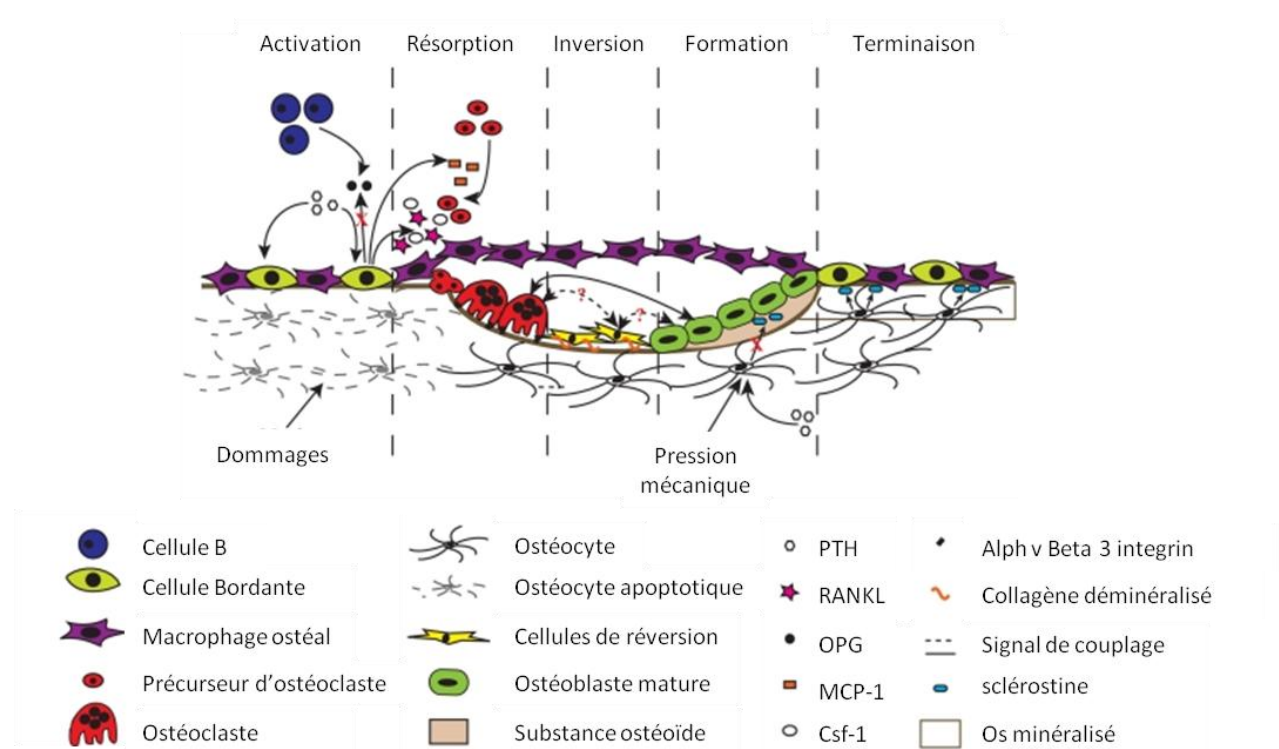 Activation Résorption Inversion Formation Terminaison
X
?
?
X
Dommages
Pression
mécanique
Cellule B
Ostéocyte
PTH
Alph v Beta 3 integrin
Cellule Bordante
Ostéocyte apoptotique
RANKL
Collagène déminéralisé
Macrophage ostéal
Cellules de réversion
OPG
Signal de couplage
Précurseur d’ostéoclaste
Ostéoblaste mature
MCP-1
sclérostine
Ostéoclaste
Substance ostéoïde
Csf-1
Os minéralisé